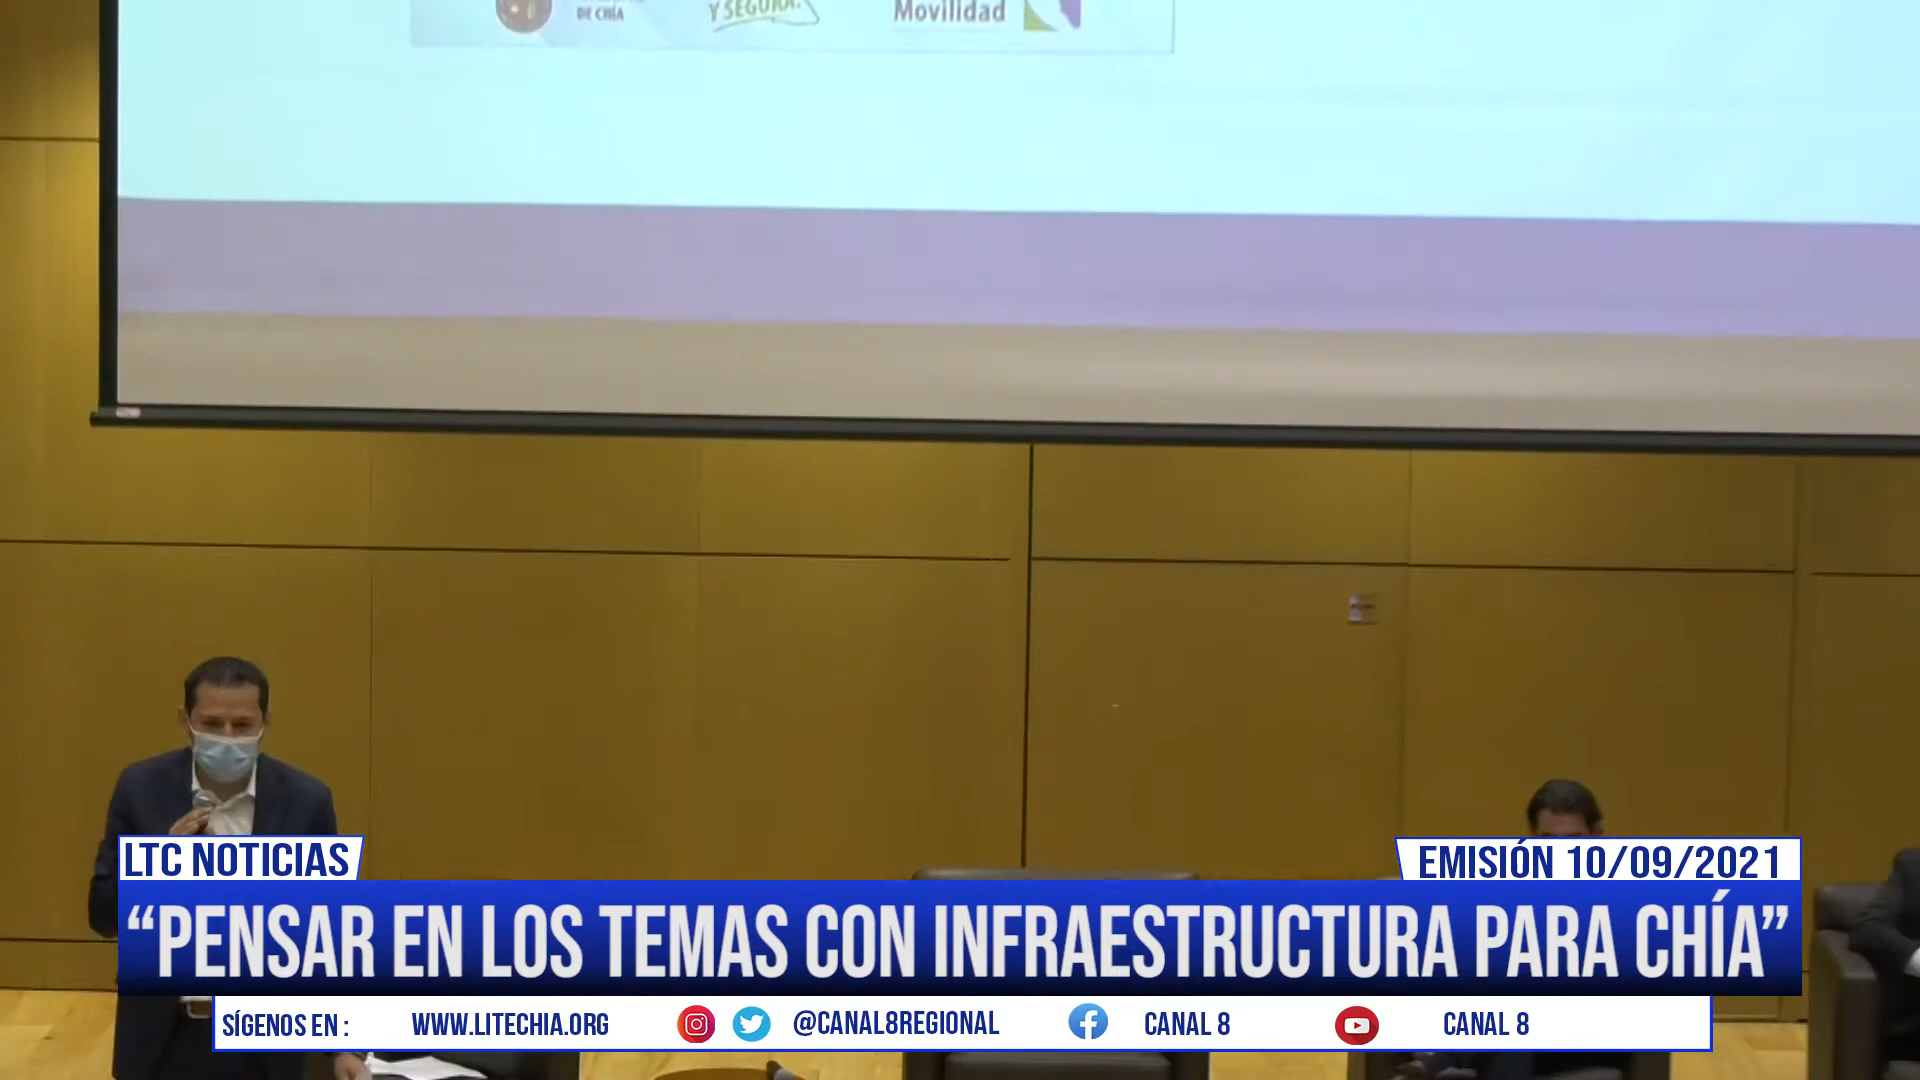 DE CHÍA
Y SEGURA.
Movilidad
LTC NOTICIAS
EMISIÓN 10/09/2021
“PENSAR EN LOS TEMAS CON INFRAESTRUCTURA PARA CHÍA”
SÍGENOS EN :
WWW.LITECHIA.ORG
@CANAL8REGIONAL
CANAL 8
CANAL 8